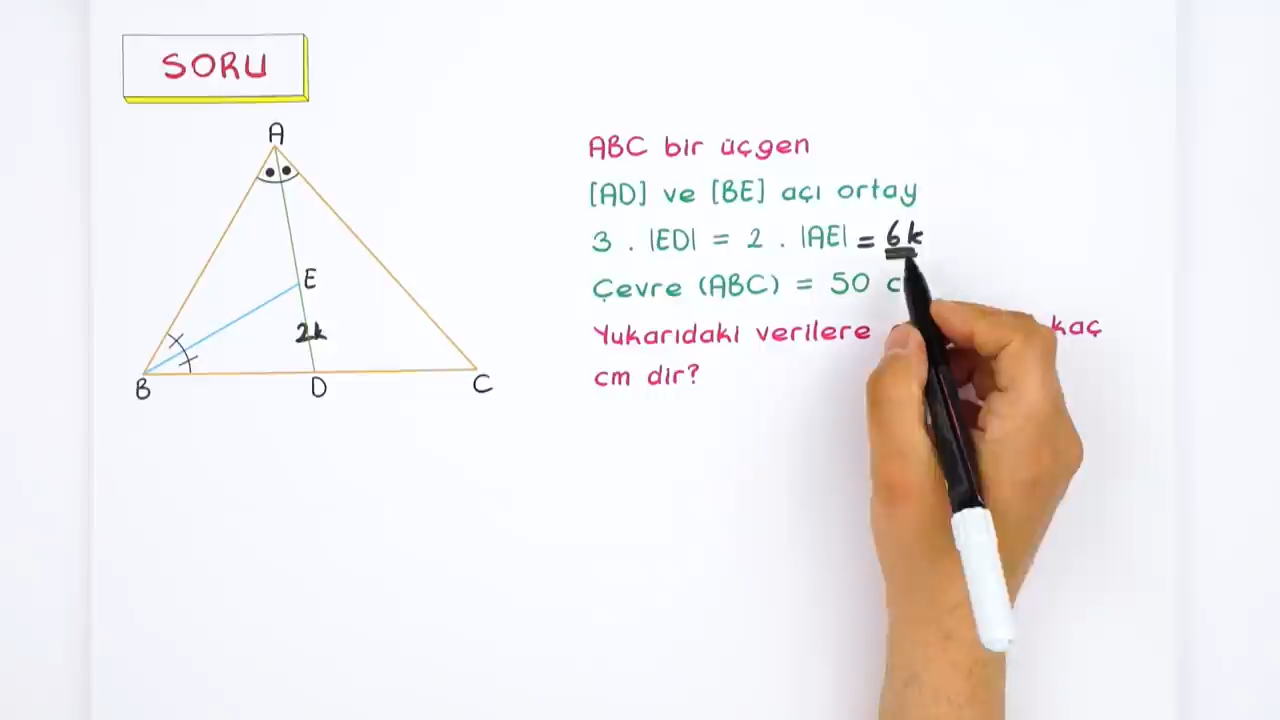 SORU
A
E
2k
B
D
C
ABC bir üçgen
[AD] ve [BE] açı ortay
3 . |ED| = 2 . |AE| = 6k
Çevre (ABC) = 50 c
Yukarıdaki verilere kaç
cm dir?